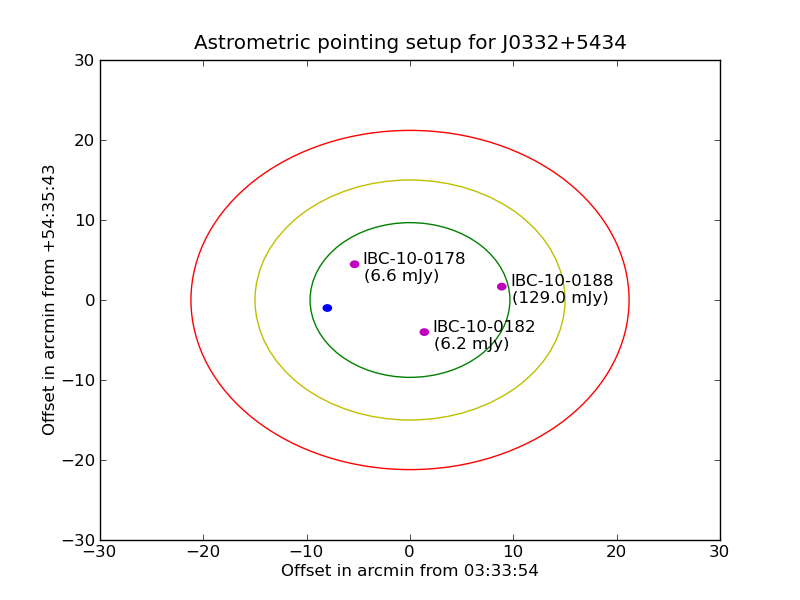 Astrometric pointing setup for J0332+5434
30
20
10
0
−10
−20
−30
Offset in arcmin from +54:35:43
IBC-10-0178
(6.6 mJy)
IBC-10-0188
(129.0 mJy)
IBC-10-0182
(6.2 mJy)
−30 −20 −10 0 10 20 30
Offset in arcmin from 03:33:54